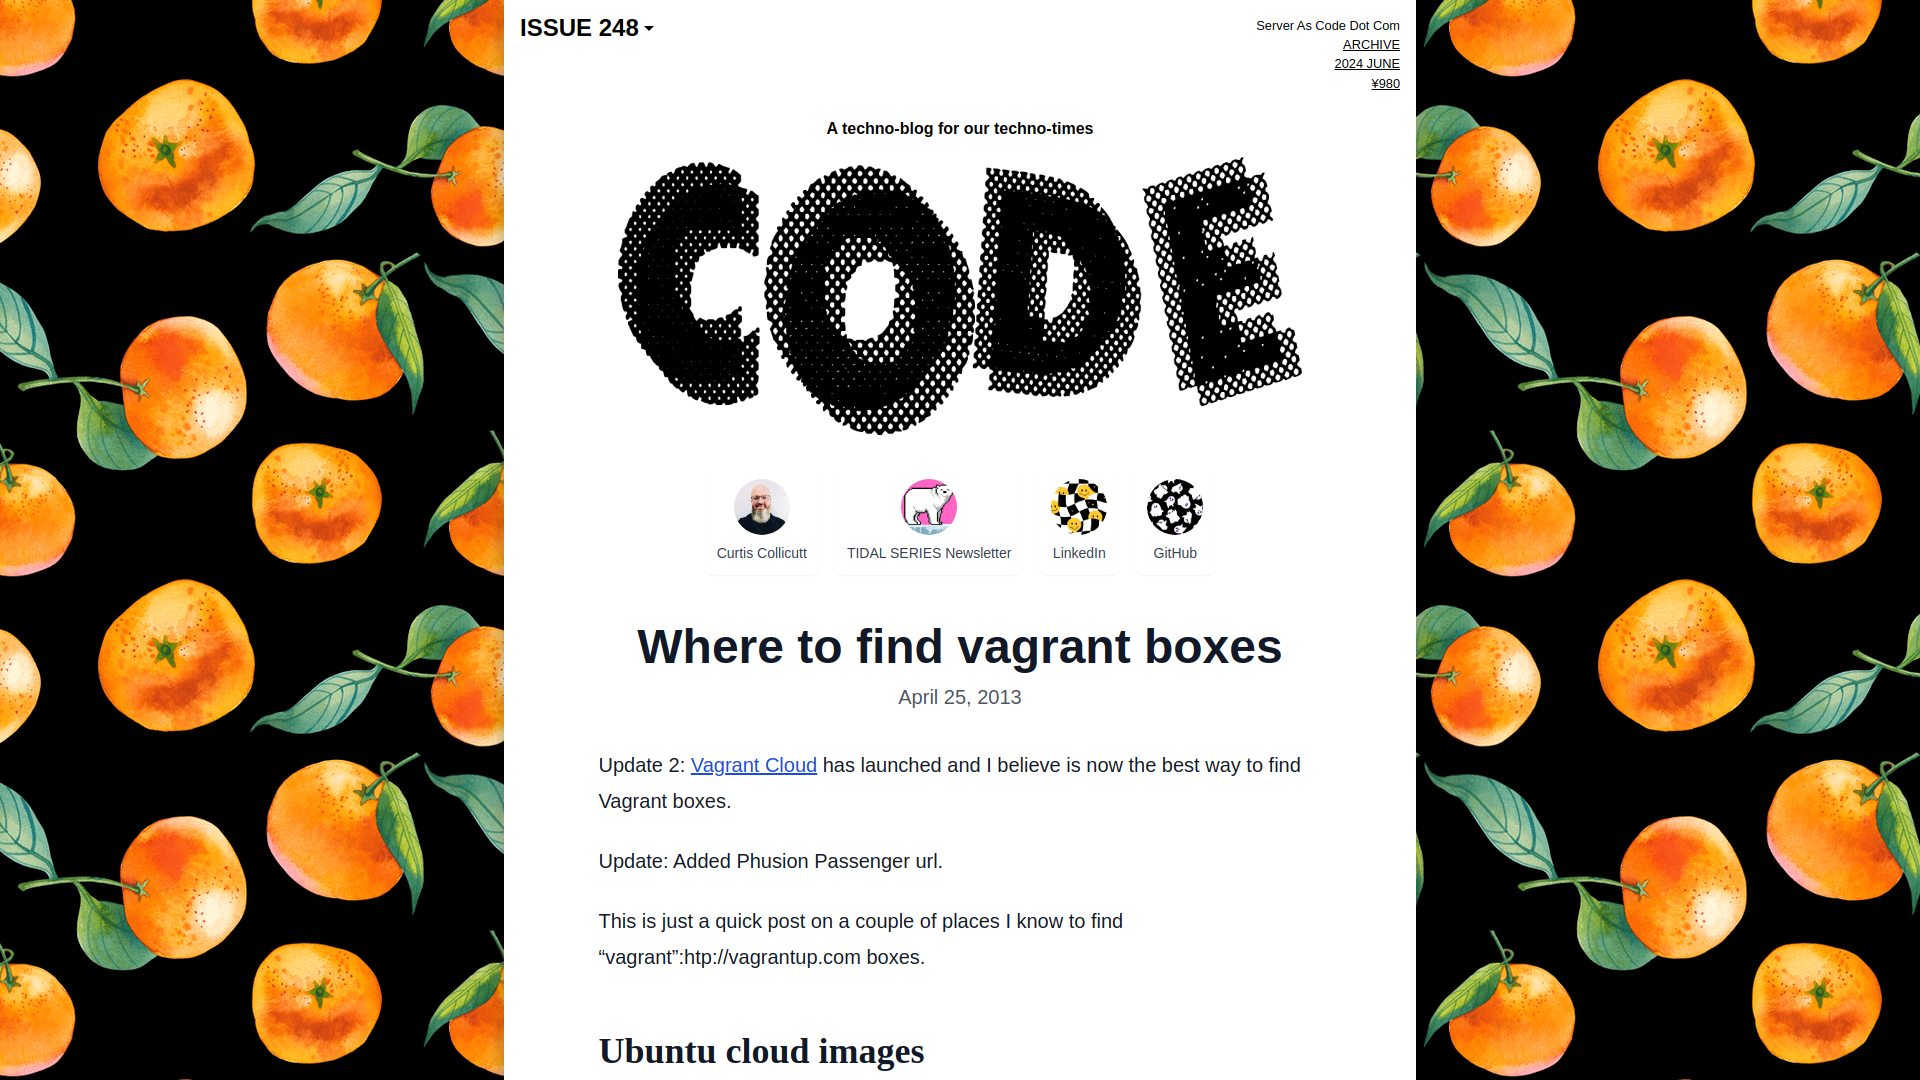 ISSUE 248
Server As Code Dot Com
ARCHIVE
2024 JUNE
¥980
A techno-blog for our techno-times
CODE
Curtis Collicutt
TIDAL SERIES Newsletter
LinkedIn
GitHub
Where to find vagrant boxes
April 25, 2013
Update 2: Vagrant Cloud has launched and I believe is now the best way to find
Vagrant boxes.
Update: Added Phusion Passenger url.
This is just a quick post on a couple of places I know to find
“vagrant”:htp://vagrantup.com boxes.
Ubuntu cloud images